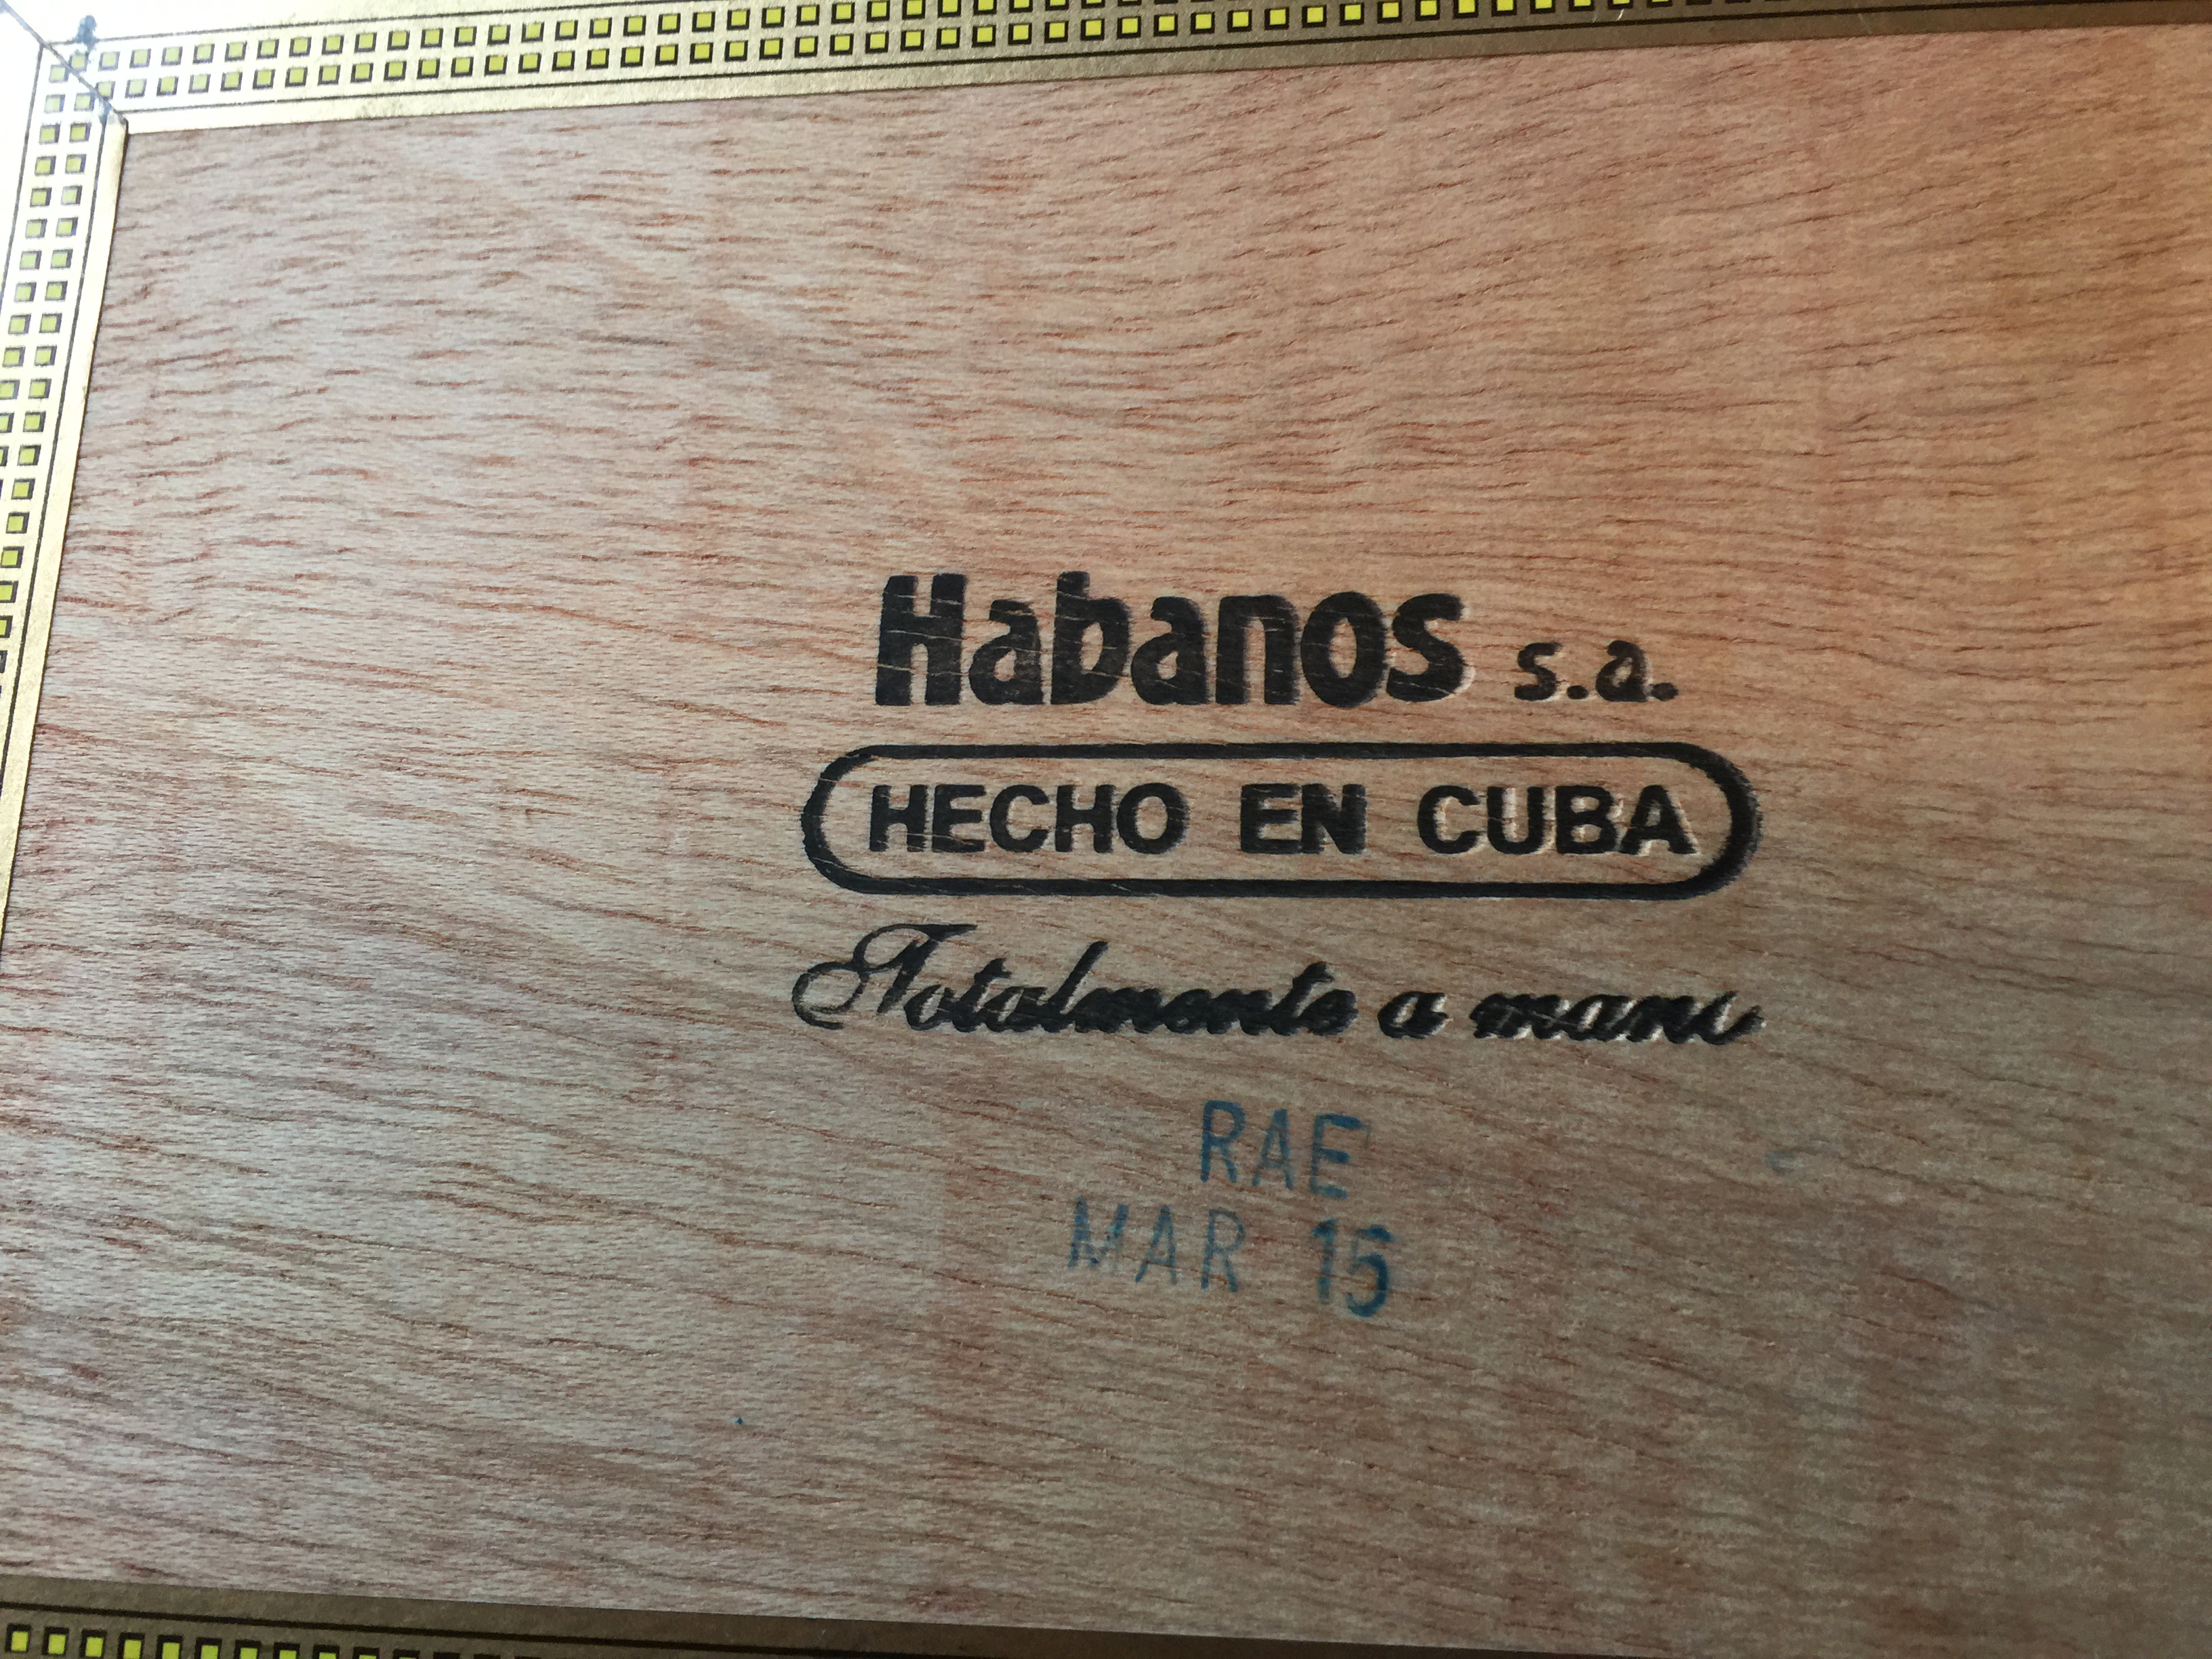 Habanos s.a.
HECHO EN CUBA
Totalmente a mano
RAE
MAR 15